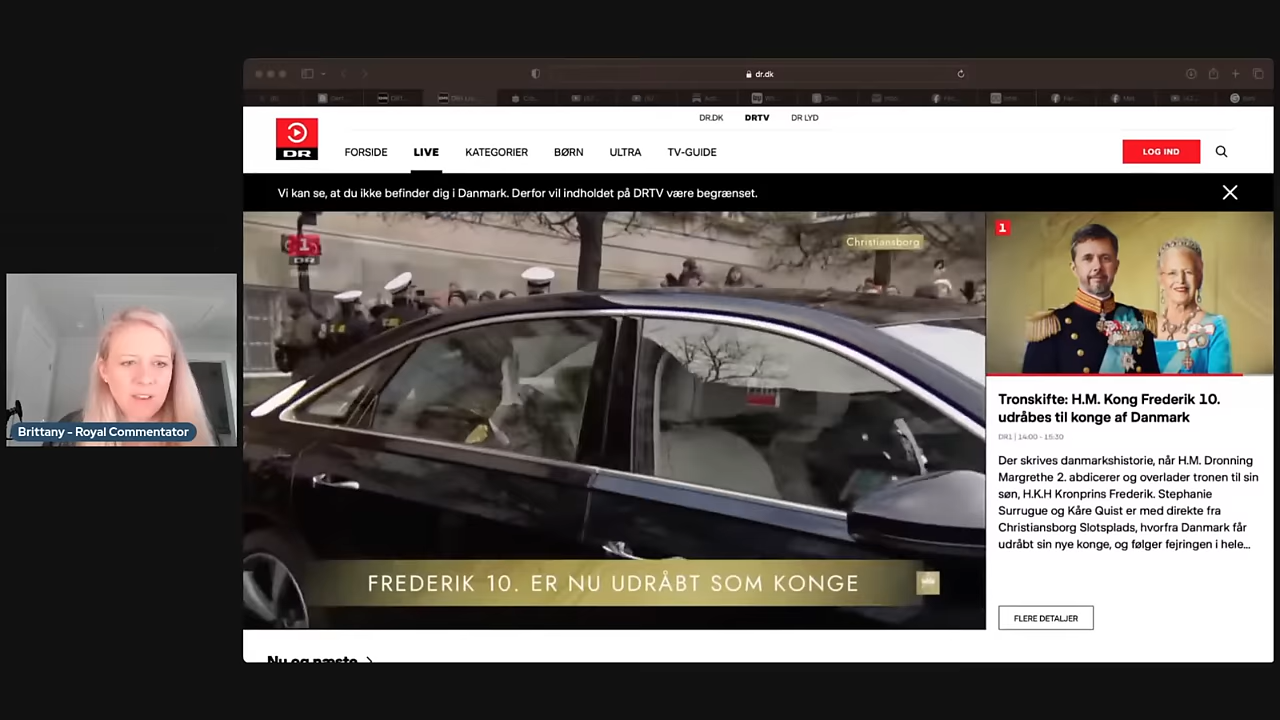 dr.dk
DR.DK
DRTV
DR LYD
DR
FORSIDE
LIVE
KATEGORIER
BØRN
ULTRA
TV-GUIDE
LOG IND
Vi kan se, at du ikke befinder dig i Danmark. Derfor vil indholdet på DRTV være begrænset.
1
DR
Christiansborg
FREDERIK 10. ER NU UDRÅBT SOM KONGE
1
Tronskifte: H.M. Kong Frederik 10.
udråbes til konge af Danmark
DR1 | 14:00 - 15:30
Der skrives danmarkshistorie, når H.M. Dronning
Margrethe 2. abdicerer og overlader tronen til sin
søn, H.K.H Kronprins Frederik. Stephanie
Surrugue og Kåre Quist er med direkte fra
Christiansborg Slotsplads, hvorfra Danmark får
udråbt sin nye konge, og følger fejringen i hele...
FLERE DETALJER
Nu og næste
Brittany - Royal Commentator